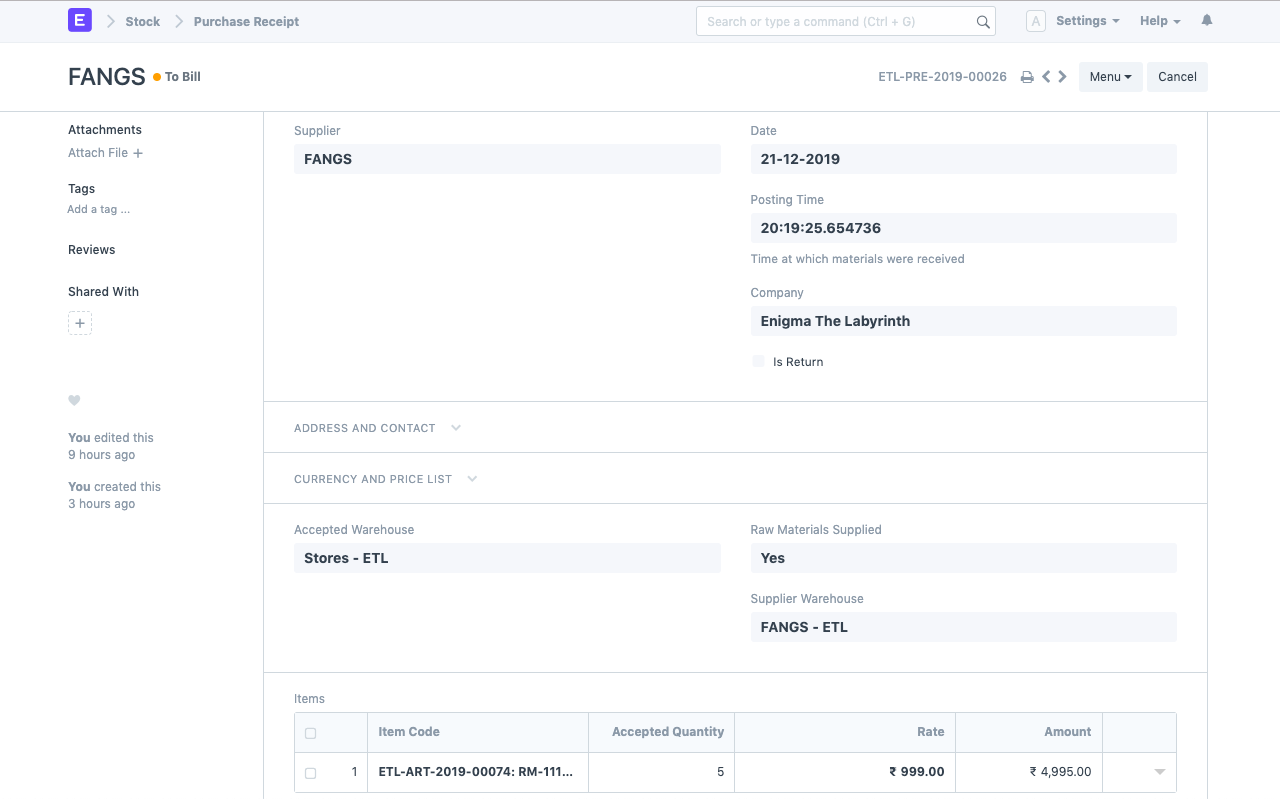 E
Stock
Purchase Receipt
Search or type a command (Ctrl + G)
A
Settings
Help
FANGS
To Bill
ETL-PRE-2019-00026
Menu
Cancel
Attachments
Attach File +
Tags
Add a tag ...
Reviews
Shared With
+
You edited this
9 hours ago
You created this
3 hours ago
Supplier
FANGS
Date
21-12-2019
Posting Time
20:19:25.654736
Time at which materials were received
Company
Enigma The Labyrinth
Is Return
ADDRESS AND CONTACT
CURRENCY AND PRICE LIST
Accepted Warehouse
Stores - ETL
Raw Materials Supplied
Yes
Supplier Warehouse
FANGS - ETL
Items
Item Code Accepted Quantity Rate Amount
1 ETL-ART-2019-00074: RM-111... 5 ₹ 999.00 ₹ 4,995.00